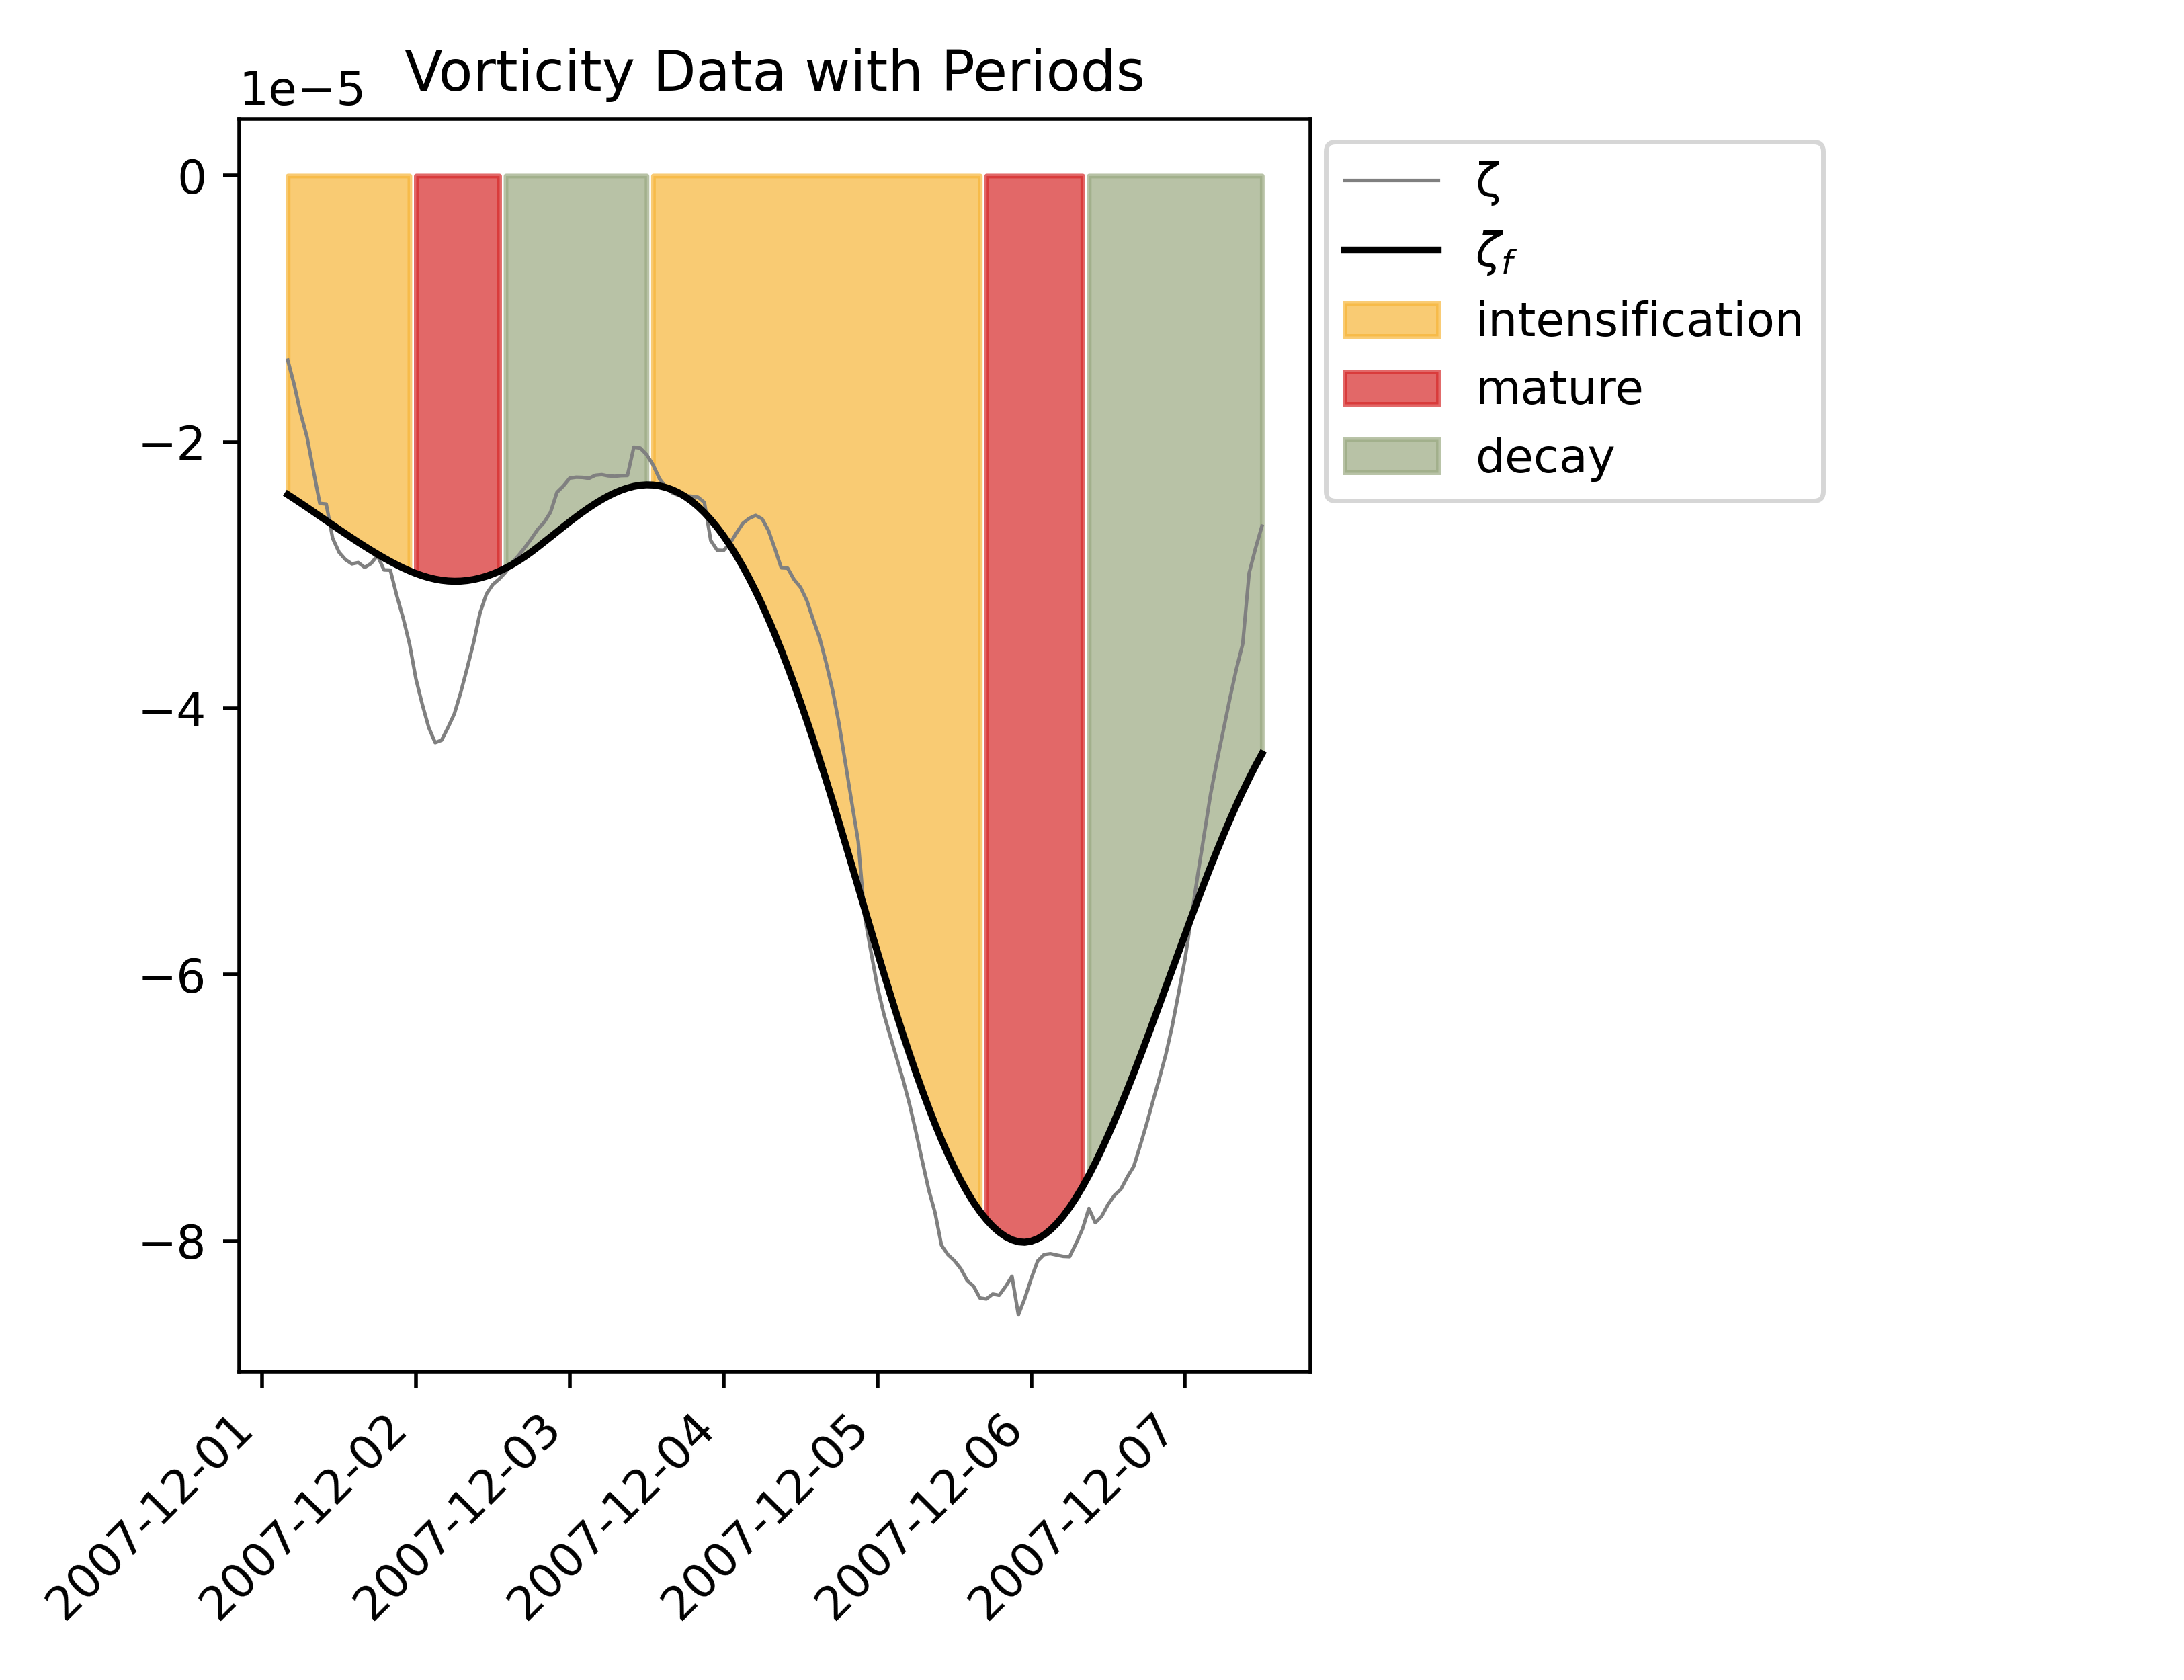 Vorticity Data with Periods
1e−5
0
−2
−4
−6
−8
2007-12-01
2007-12-02
2007-12-03
2007-12-04
2007-12-05
2007-12-06
2007-12-07
ζ
ζf
intensification
mature
decay